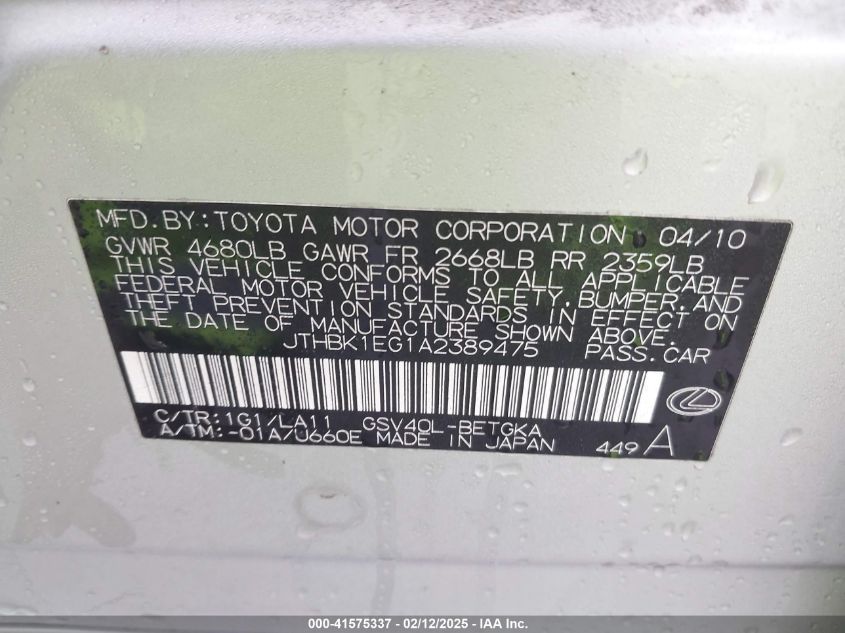 MFD. BY: TOYOTA MOTOR CORPORATION 04/10
GVWR 4680LB GAWR FR 2668LB RR 2359LB
THIS VEHICLE CONFORMS TO ALL APPLICABLE
FEDERAL MOTOR VEHICLE SAFETY, BUMPER, AND
THEFT PREVENTION STANDARDS IN EFFECT ON
THE DATE OF MANUFACTURE SHOWN ABOVE.
JTHBK1EG1A2389475 PASS. CAR
C/TR: 1G1/LA11 GSV40L-BETGKA
A/TM: -01A/U660E MADE IN JAPAN 449 A
000-41575337 - 02/12/2025 - IAA Inc.